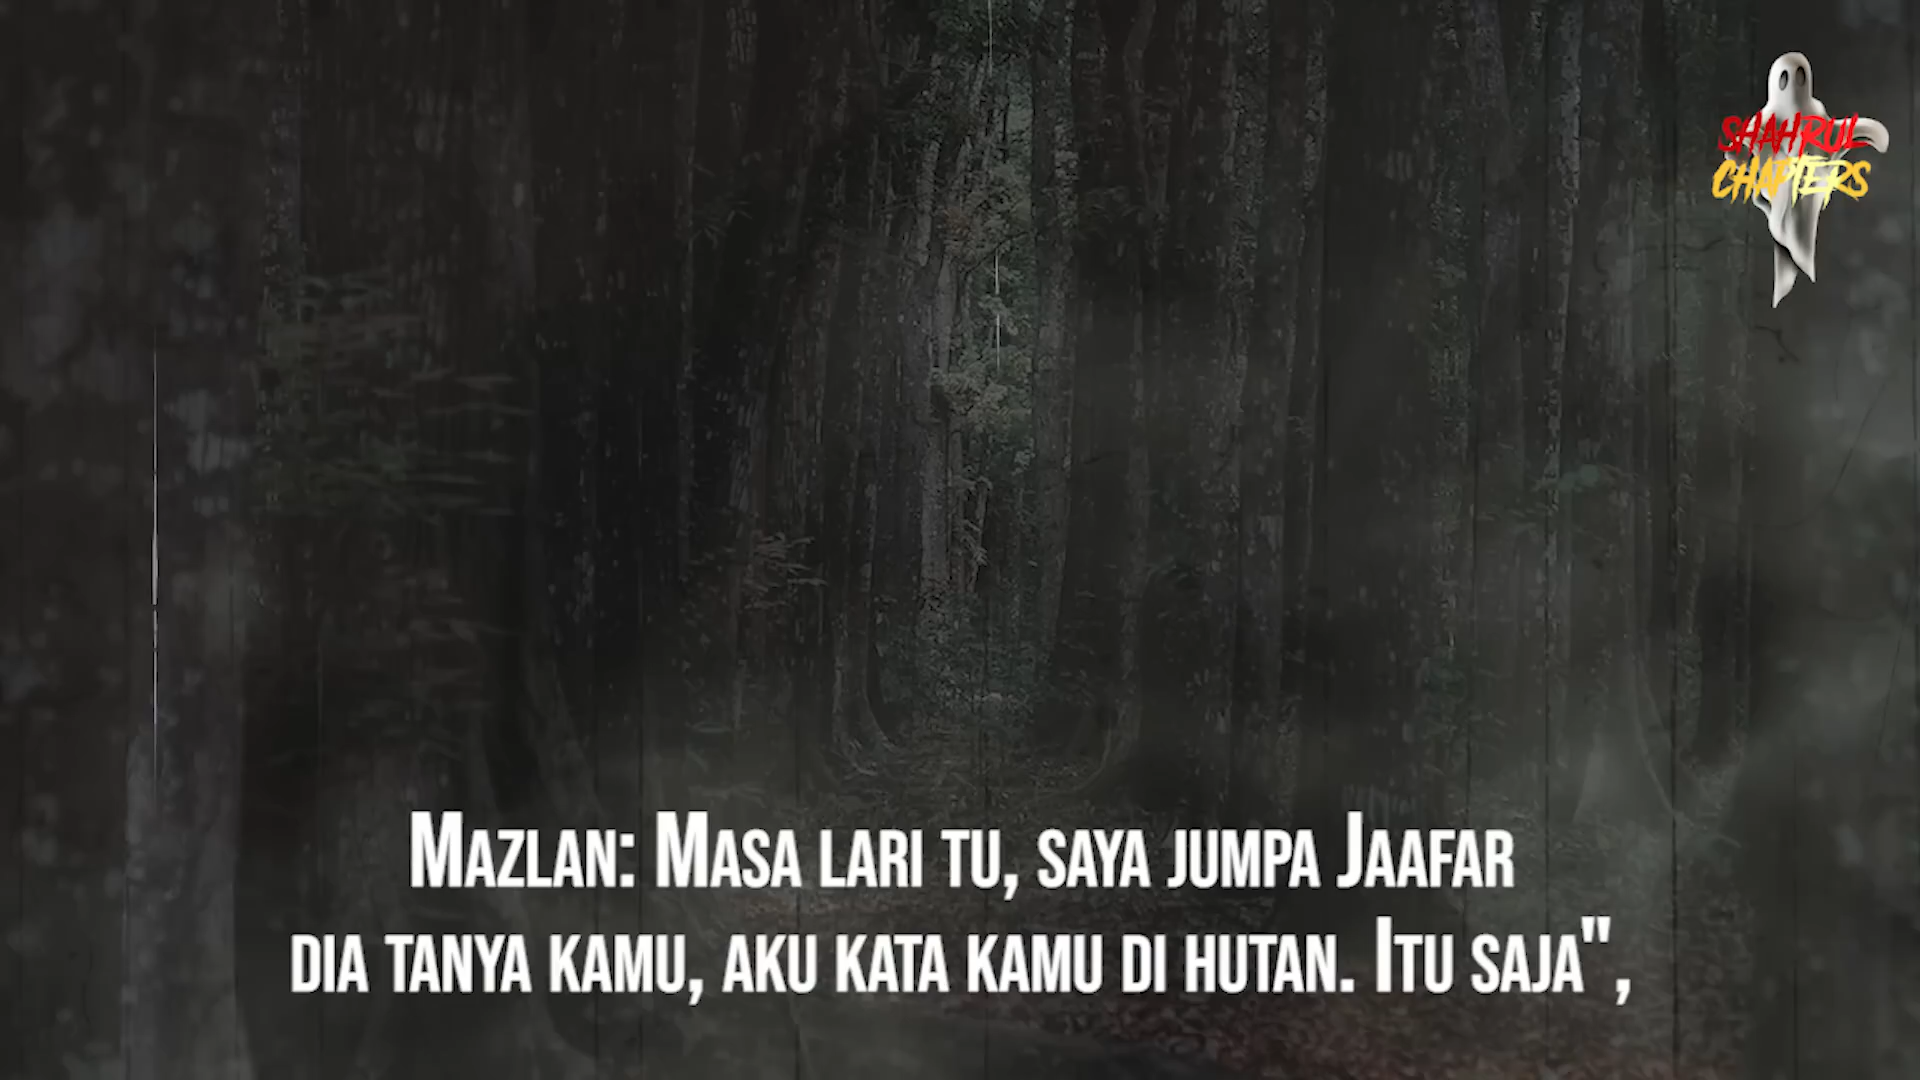 SHAHRUL
CHAPTERS
MAZLAN: MASA LARI TU, SAYA JUMPA JAAFAR
DIA TANYA KAMU, AKU KATA KAMU DI HUTAN. ITU SAJA",